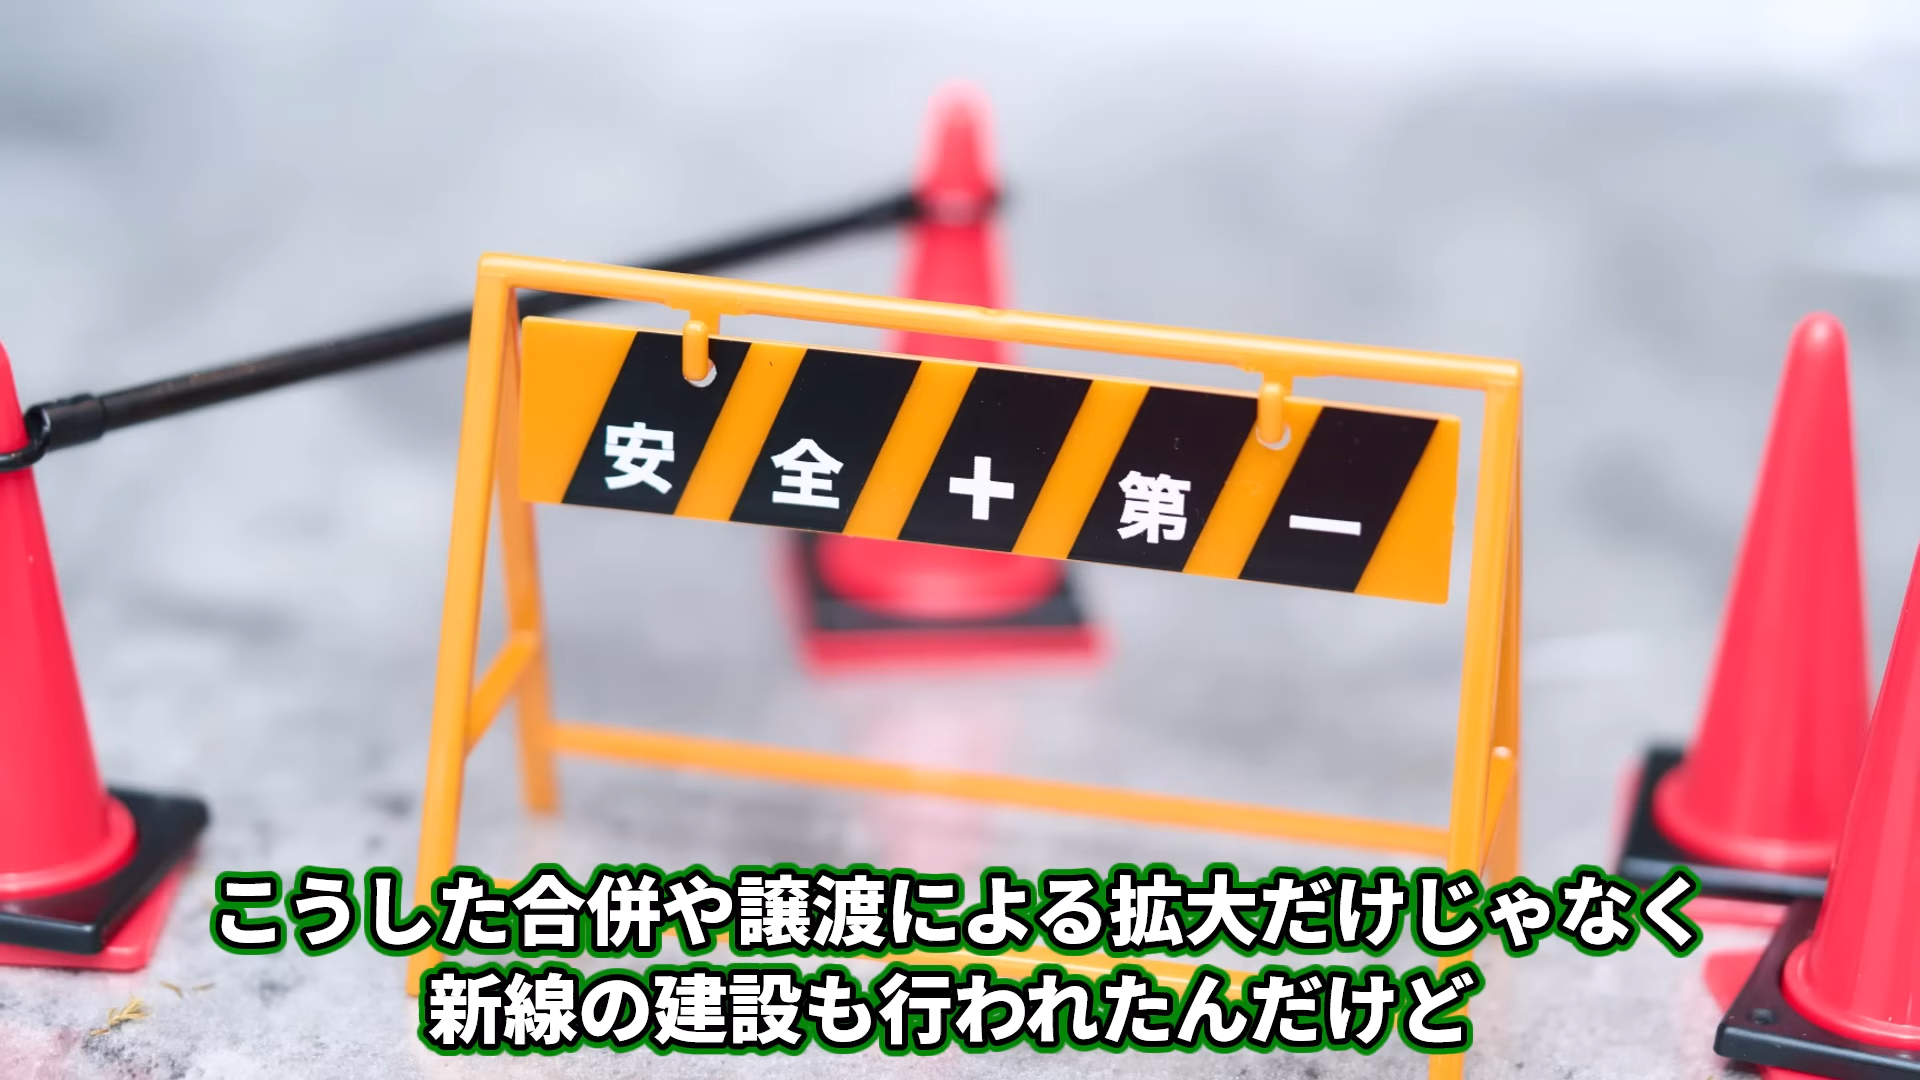 安全＋第一
こうした合併や譲渡による拡大だけじゃなく
新線の建設も行われたんだけど